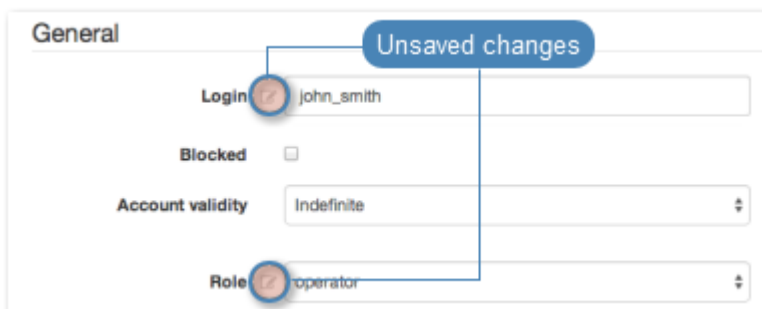 General
Unsaved changes
Login john_smith
Blocked
Account validity Indefinite
Role operator